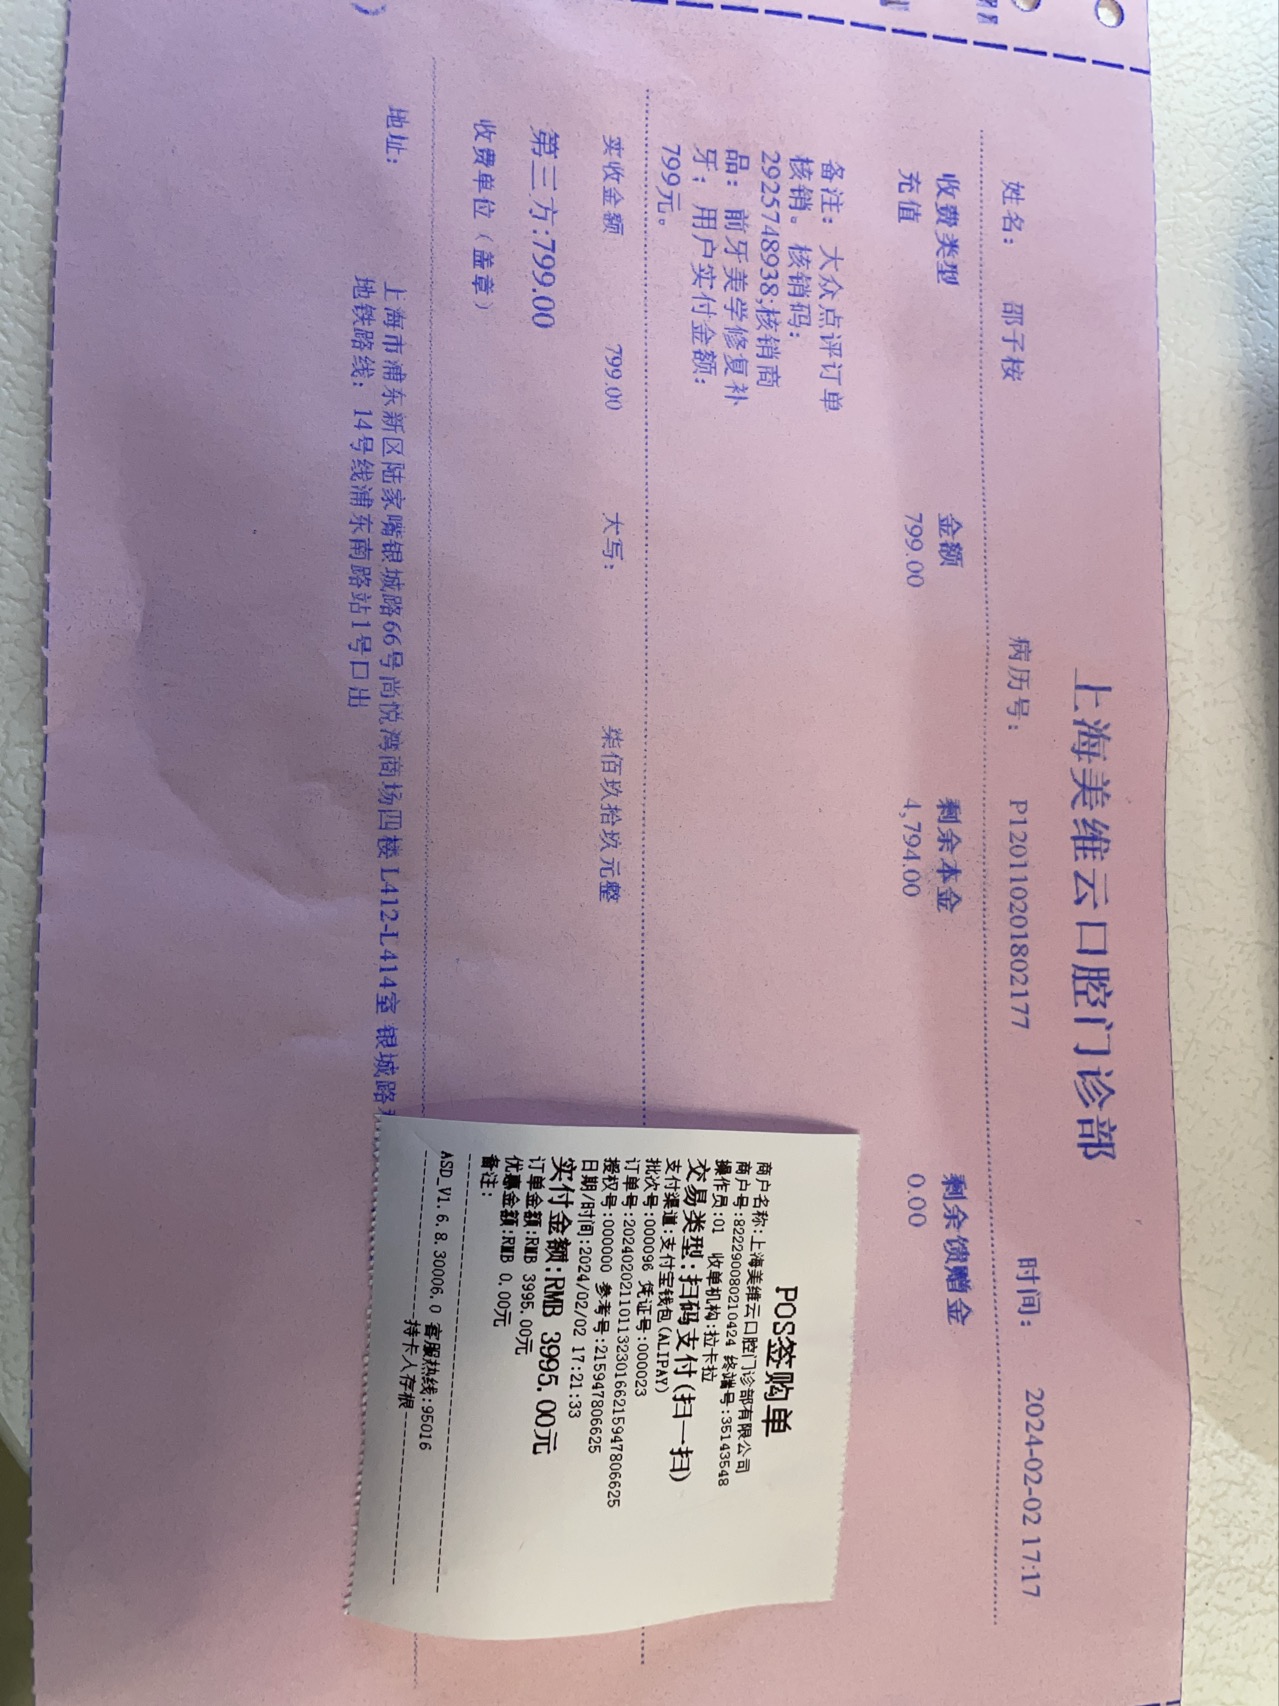 上海美维云口腔门诊部
姓名： 邵子桉 病历号： P120110201802177 时间： 2024-02-02 17:17
收费类型 金额 剩余本金 剩余馈赠金
充值 799.00 4,794.00 0.00
备注：大众点评订单
核销。核销码：
2925748938;核销商
品：前牙美学修复补
牙；用户实付金额：
799元。
实收金额 799.00 大写： 柒佰玖拾玖元整
第三方:799.00
收费单位（盖章）
地址： 上海市浦东新区陆家嘴银城路66号尚悦湾商场四楼 L412-L414室 银城路
地铁路线：14号线浦东南路站1号口出
POS签购单
商户名称:上海美维云口腔门诊部有限公司
商户号:82229008021042​4 终端号:35143548
操作员:01 收单机构:拉卡拉
交易类型:扫码支付(扫一扫)
支付渠道:支付宝钱包(ALIPAY)
批次号:000096 凭证号:000023
订单号:20240202110113230166215947806625
授权号:000000 参考号:215947806625
日期/时间:2024/02/02 17:21:33
实付金额:RMB 3995.00元
订单金额:RMB 3995.00元
优惠金额:RMB 0.00元
备注:
ASD_V1.6.8.30006.0 客服热线:95016
持卡人存根